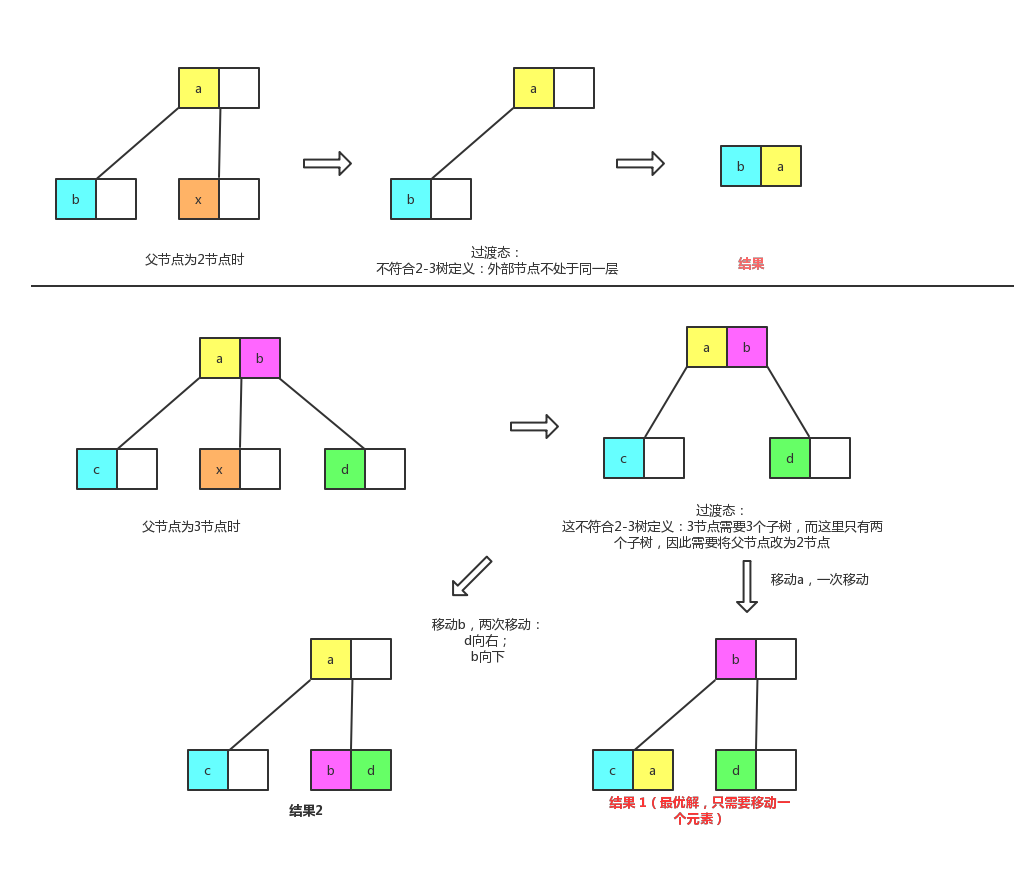 a
a
b
x
b
b a
父节点为2节点时
过渡态：
不符合2-3树定义：外部节点不处于同一层
结果
a b
a b
c
x
d
c
d
父节点为3节点时
过渡态：
这不符合2-3树定义：3节点需要3个子树，而这里只有两
个子树，因此需要将父节点改为2节点
移动a，一次移动
移动b，两次移动：
d向右；
b向下
a
b
c
b d
c a
d
结果2
结果 1（最优解，只需要移动一
个元素）